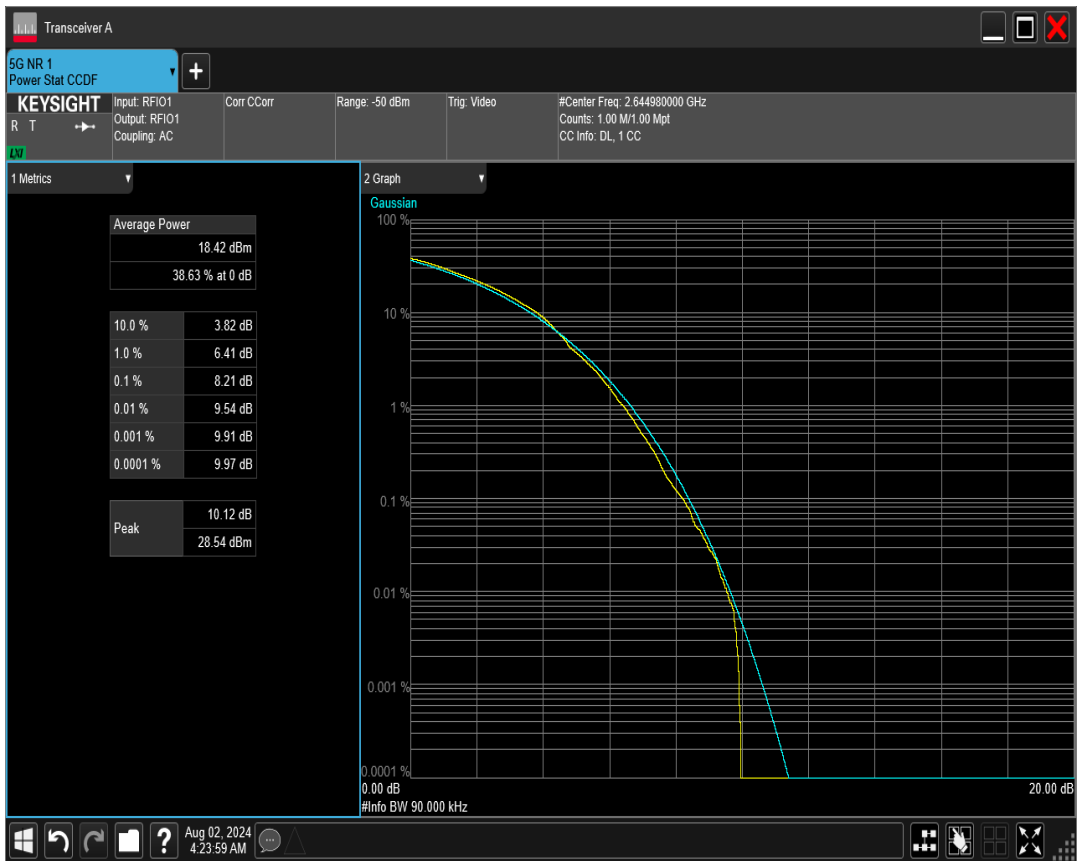 Transceiver A
5G NR 1
Power Stat CCDF
KEYSIGHT
R T
LXI
Input: RFIO1
Output: RFIO1
Coupling: AC
Corr CCorr
Range: -50 dBm
Trig: Video
#Center Freq: 2.644980000 GHz
Counts: 1.00 M/1.00 Mpt
CC Info: DL, 1 CC
1 Metrics
Average Power
18.42 dBm
38.63 % at 0 dB
10.0 % 3.82 dB
1.0 % 6.41 dB
0.1 % 8.21 dB
0.01 % 9.54 dB
0.001 % 9.91 dB
0.0001 % 9.97 dB
Peak
10.12 dB
28.54 dBm
2 Graph
Gaussian
100 %
10 %
1 %
0.1 %
0.01 %
0.001 %
0.0001 %
0.00 dB
20.00 dB
#Info BW 90.000 kHz
?
Aug 02, 2024
4:23:59 AM